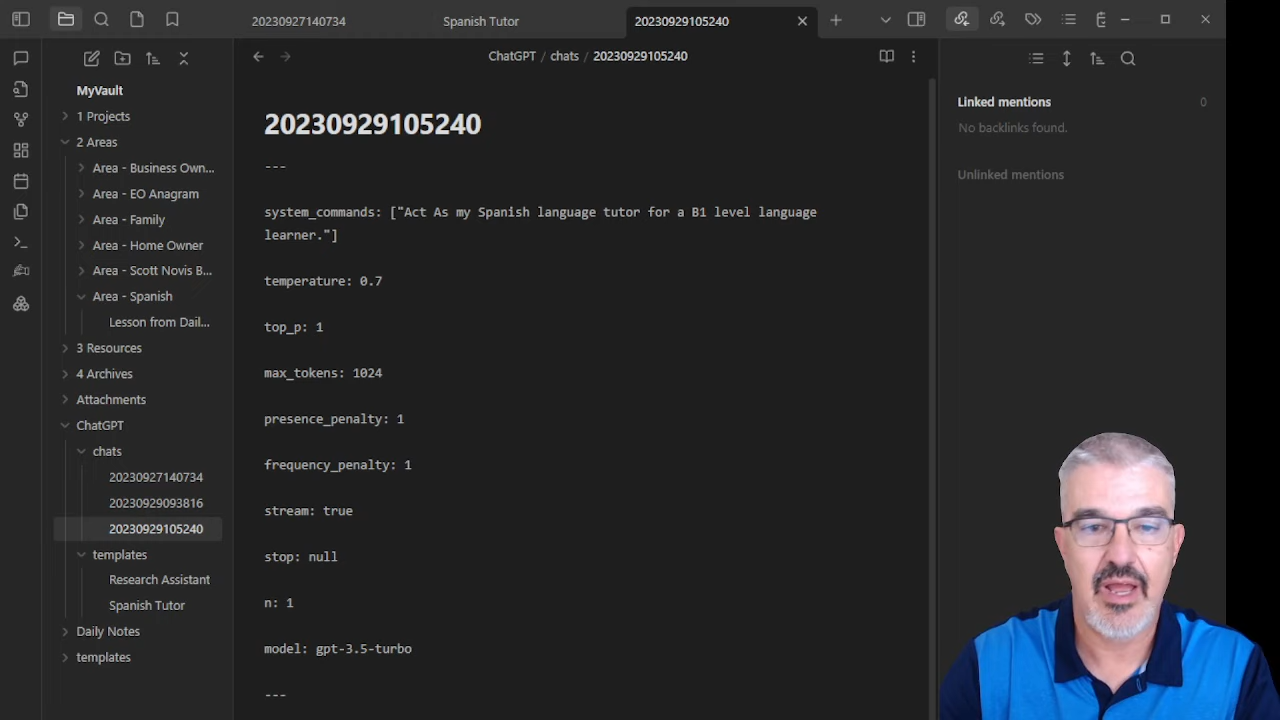 20230927140734
Spanish Tutor
20230929105240
MyVault
1 Projects
2 Areas
Area - Business Own...
Area - EO Anagram
Area - Family
Area - Home Owner
Area - Scott Novis B...
Area - Spanish
Lesson from Dail...
3 Resources
4 Archives
Attachments
ChatGPT
chats
20230927140734
20230929093816
20230929105240
templates
Research Assistant
Spanish Tutor
Daily Notes
templates
ChatGPT / chats / 20230929105240
20230929105240
---
system_commands: ["Act As my Spanish language tutor for a B1 level language
learner."]
temperature: 0.7
top_p: 1
max_tokens: 1024
presence_penalty: 1
frequency_penalty: 1
stream: true
stop: null
n: 1
model: gpt-3.5-turbo
---
Linked mentions 0
No backlinks found.
Unlinked mentions